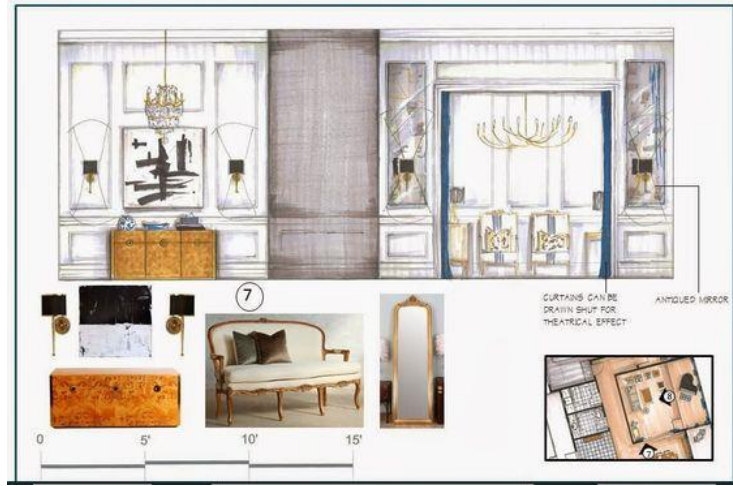 CURTAINS CAN BE
DRAWN SHUT FOR
THEATRICAL EFFECT
ANTIQUED MIRROR
7
0
5'
10'
15'
8
7